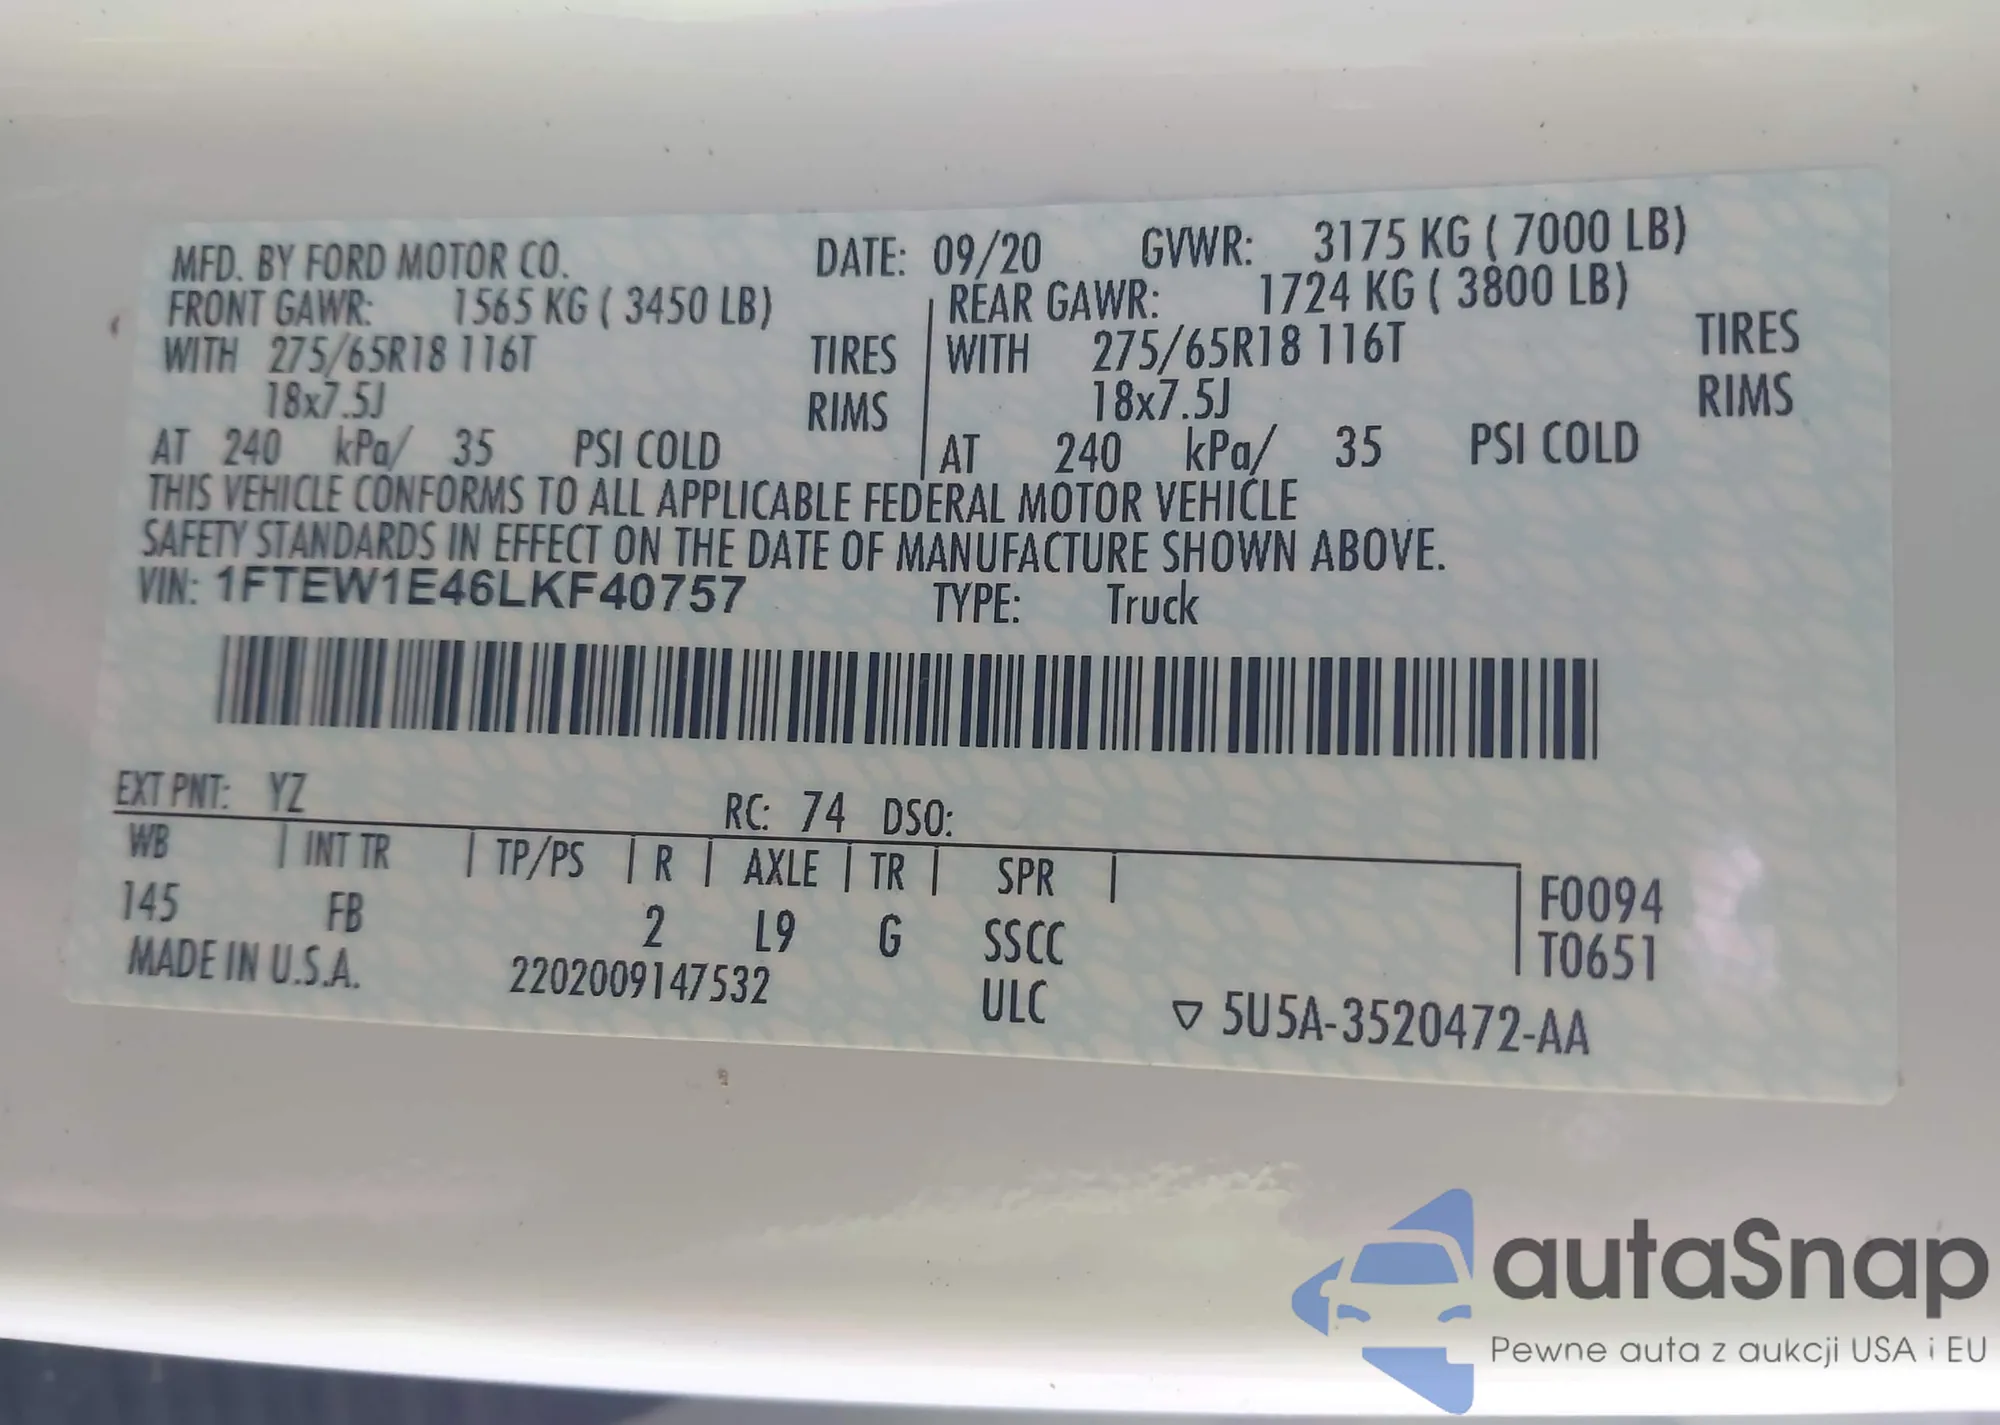 MFD. BY FORD MOTOR CO. DATE: 09/20 GVWR: 3175 KG ( 7000 LB)
FRONT GAWR: 1565 KG ( 3450 LB) REAR GAWR: 1724 KG ( 3800 LB)
WITH 275/65R18 116T TIRES WITH 275/65R18 116T TIRES
18x7.5J RIMS 18x7.5J RIMS
AT 240 kPa/ 35 PSI COLD AT 240 kPa/ 35 PSI COLD
THIS VEHICLE CONFORMS TO ALL APPLICABLE FEDERAL MOTOR VEHICLE
SAFETY STANDARDS IN EFFECT ON THE DATE OF MANUFACTURE SHOWN ABOVE.
VIN: 1FTEW1E46LKF40757 TYPE: Truck
EXT PNT: YZ RC: 74 DSO:
WB | INT TR | TP/PS | R | AXLE | TR | SPR | F0094
145 FB 2 L9 G SSCC T0651
MADE IN U.S.A. 2202009147532 ULC ▽ 5U5A-3520472-AA
autaSnap
Pewne auta z aukcji USA i EU